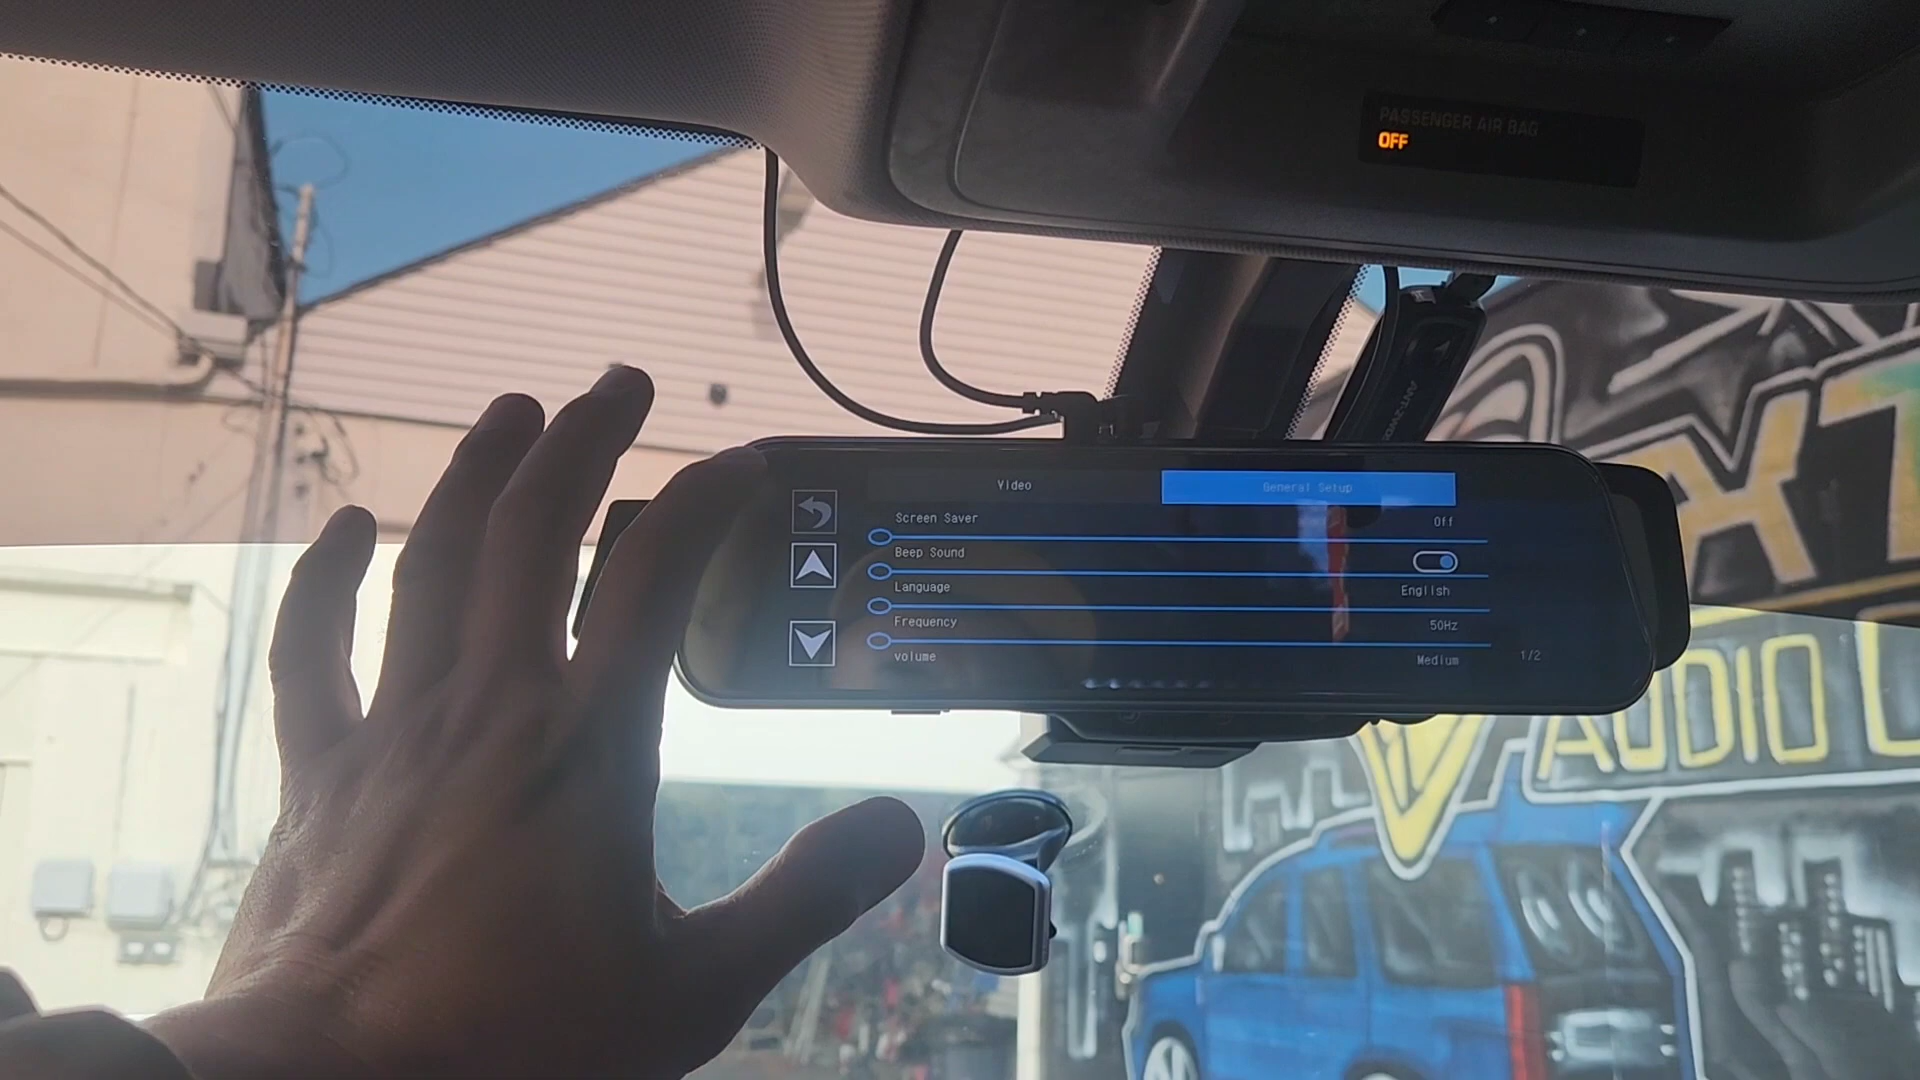 PASSENGER AIR BAG
OFF
Video
General Setup
Screen Saver
Off
Beep Sound
Language
English
Frequency
50Hz
volume
Medium
1/2
AUDIO